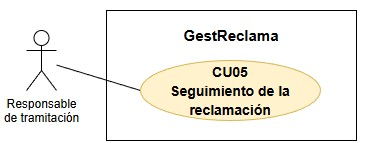 GestReclama
CU05
Seguimiento de la
reclamación
Responsable
de tramitación